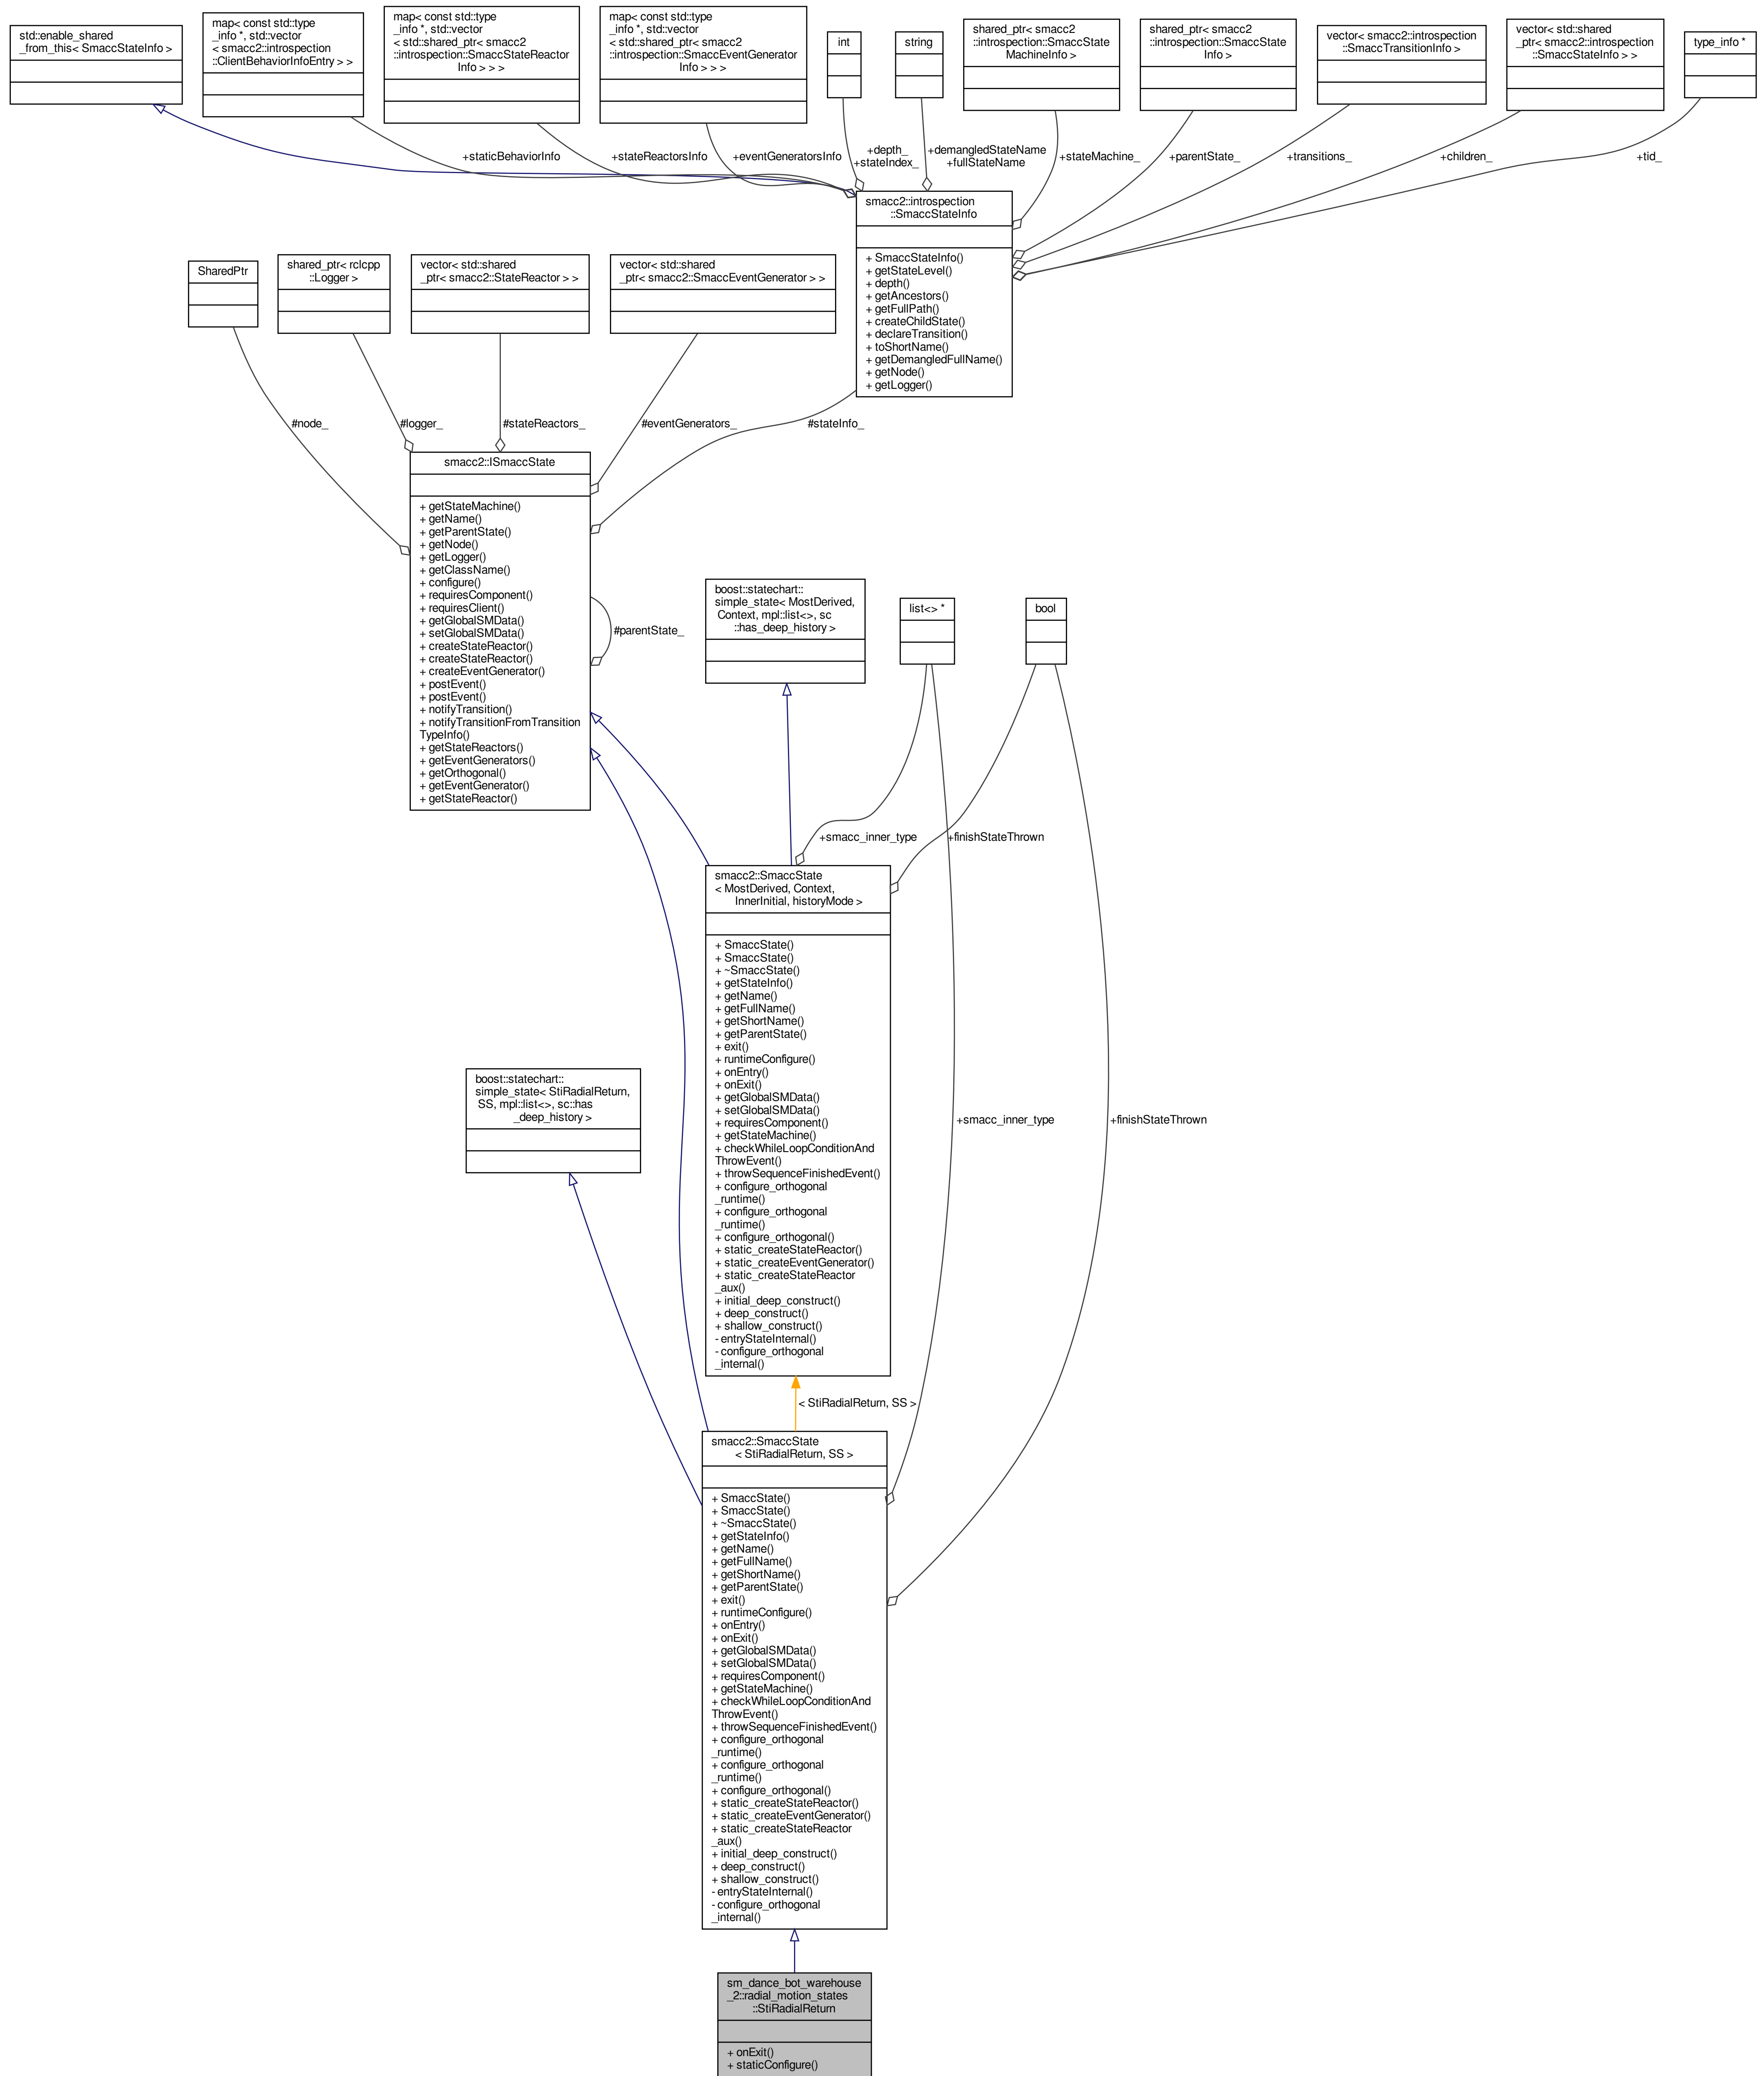 std::enable_shared
_from_this< SmaccStateInfo >
map< const std::type
_info *, std::vector
< smacc2::introspection
::ClientBehaviorInfoEntry > >
map< const std::type
_info *, std::vector
< std::shared_ptr< smacc2
::introspection::SmaccStateReactor
Info > > >
map< const std::type
_info *, std::vector
< std::shared_ptr< smacc2
::introspection::SmaccEventGenerator
Info > > >
int
string
shared_ptr< smacc2
::introspection::SmaccState
MachineInfo >
shared_ptr< smacc2
::introspection::SmaccState
Info >
vector< smacc2::introspection
::SmaccTransitionInfo >
vector< std::shared
_ptr< smacc2::introspection
::SmaccStateInfo > >
type_info *
+staticBehaviorInfo
+stateReactorsInfo
+eventGeneratorsInfo
+depth_
+stateIndex_
+demangledStateName
+fullStateName
+stateMachine_
+parentState_
+transitions_
+children_
+tid_
smacc2::introspection
::SmaccStateInfo
+ SmaccStateInfo()
+ getStateLevel()
+ depth()
+ getAncestors()
+ getFullPath()
+ createChildState()
+ declareTransition()
+ toShortName()
+ getDemangledFullName()
+ getNode()
+ getLogger()
SharedPtr
shared_ptr< rclcpp
::Logger >
vector< std::shared
_ptr< smacc2::StateReactor > >
vector< std::shared
_ptr< smacc2::SmaccEventGenerator > >
#node_
#logger_
#stateReactors_
#eventGenerators_
#stateInfo_
smacc2::ISmaccState
+ getStateMachine()
+ getName()
+ getParentState()
+ getNode()
+ getLogger()
+ getClassName()
+ configure()
+ requiresComponent()
+ requiresClient()
+ getGlobalSMData()
+ setGlobalSMData()
+ createStateReactor()
+ createStateReactor()
+ createEventGenerator()
+ postEvent()
+ postEvent()
+ notifyTransition()
+ notifyTransitionFromTransition
TypeInfo()
+ getStateReactors()
+ getEventGenerators()
+ getOrthogonal()
+ getEventGenerator()
+ getStateReactor()
#parentState_
boost::statechart::
simple_state< MostDerived,
Context, mpl::list<>, sc
::has_deep_history >
list<> *
bool
+smacc_inner_type
+finishStateThrown
smacc2::SmaccState
< MostDerived, Context,
InnerInitial, historyMode >
+ SmaccState()
+ SmaccState()
+ ~SmaccState()
+ getStateInfo()
+ getName()
+ getFullName()
+ getShortName()
+ getParentState()
+ exit()
+ runtimeConfigure()
+ onEntry()
+ onExit()
+ getGlobalSMData()
+ setGlobalSMData()
+ requiresComponent()
+ getStateMachine()
+ checkWhileLoopConditionAnd
ThrowEvent()
+ throwSequenceFinishedEvent()
+ configure_orthogonal
_runtime()
+ configure_orthogonal
_runtime()
+ configure_orthogonal()
+ static_createStateReactor()
+ static_createEventGenerator()
+ static_createStateReactor
_aux()
+ initial_deep_construct()
+ deep_construct()
+ shallow_construct()
- entryStateInternal()
- configure_orthogonal
_internal()
boost::statechart::
simple_state< StiRadialReturn,
SS, mpl::list<>, sc::has
_deep_history >
+smacc_inner_type
+finishStateThrown
< StiRadialReturn, SS >
smacc2::SmaccState
< StiRadialReturn, SS >
+ SmaccState()
+ SmaccState()
+ ~SmaccState()
+ getStateInfo()
+ getName()
+ getFullName()
+ getShortName()
+ getParentState()
+ exit()
+ runtimeConfigure()
+ onEntry()
+ onExit()
+ getGlobalSMData()
+ setGlobalSMData()
+ requiresComponent()
+ getStateMachine()
+ checkWhileLoopConditionAnd
ThrowEvent()
+ throwSequenceFinishedEvent()
+ configure_orthogonal
_runtime()
+ configure_orthogonal
_runtime()
+ configure_orthogonal()
+ static_createStateReactor()
+ static_createEventGenerator()
+ static_createStateReactor
_aux()
+ initial_deep_construct()
+ deep_construct()
+ shallow_construct()
- entryStateInternal()
- configure_orthogonal
_internal()
sm_dance_bot_warehouse
_2::radial_motion_states
::StiRadialReturn
+ onExit()
+ staticConfigure()